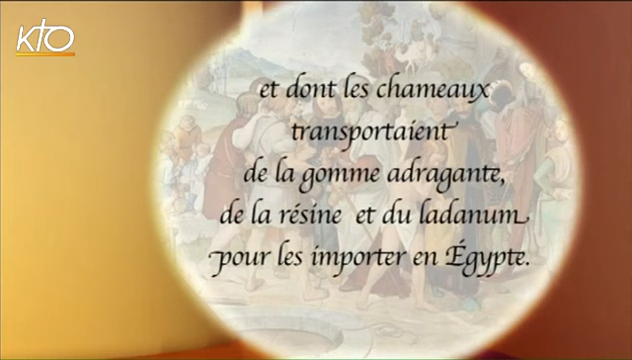 KTO
et dont les chameaux
transportaient
de la gomme adragante,
de la résine et du ladanum
pour les importer en Égypte.